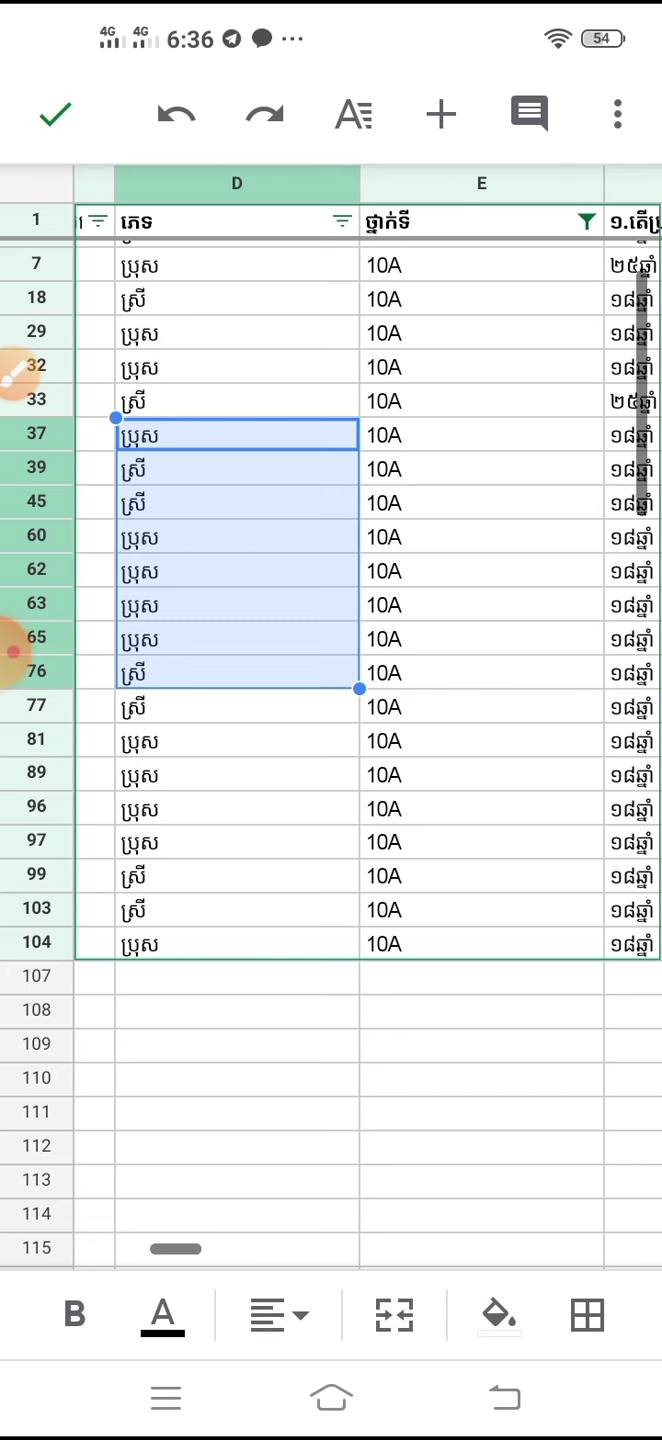 4G 4G 6:36 54
D E
1 ភេទ ថ្នាក់ទី ១.តើប្រ
7 ប្រុស 10A ២៥ឆ្នាំ
18 ស្រី 10A ១៨ឆ្នាំ
29 ប្រុស 10A ១៨ឆ្នាំ
32 ប្រុស 10A ១៨ឆ្នាំ
33 ស្រី 10A ២៥ឆ្នាំ
37 ប្រុស 10A ១៨ឆ្នាំ
39 ស្រី 10A ១៨ឆ្នាំ
45 ស្រី 10A ១៨ឆ្នាំ
60 ប្រុស 10A ១៨ឆ្នាំ
62 ប្រុស 10A ១៨ឆ្នាំ
63 ប្រុស 10A ១៨ឆ្នាំ
65 ប្រុស 10A ១៨ឆ្នាំ
76 ស្រី 10A ១៨ឆ្នាំ
77 ស្រី 10A ១៨ឆ្នាំ
81 ប្រុស 10A ១៨ឆ្នាំ
89 ប្រុស 10A ១៨ឆ្នាំ
96 ប្រុស 10A ១៨ឆ្នាំ
97 ប្រុស 10A ១៨ឆ្នាំ
99 ស្រី 10A ១៨ឆ្នាំ
103 ស្រី 10A ១៨ឆ្នាំ
104 ប្រុស 10A ១៨ឆ្នាំ
107
108
109
110
111
112
113
114
115
B A